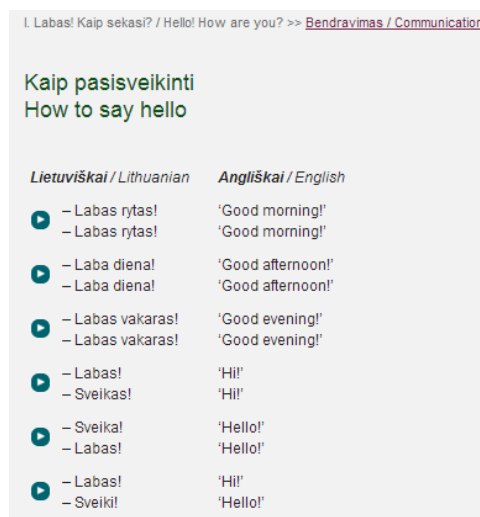 I. Labas! Kaip sekasi? / Hello! How are you? >> Bendravimas / Communication
Kaip pasisveikinti
How to say hello
Lietuviškai / Lithuanian Angliškai / English
– Labas rytas! ‘Good morning!’
– Labas rytas! ‘Good morning!’
– Laba diena! ‘Good afternoon!’
– Laba diena! ‘Good afternoon!’
– Labas vakaras! ‘Good evening!’
– Labas vakaras! ‘Good evening!’
– Labas! ‘Hi!’
– Sveikas! ‘Hi!’
– Sveika! ‘Hello!’
– Labas! ‘Hello!’
– Labas! ‘Hi!’
– Sveiki! ‘Hello!’